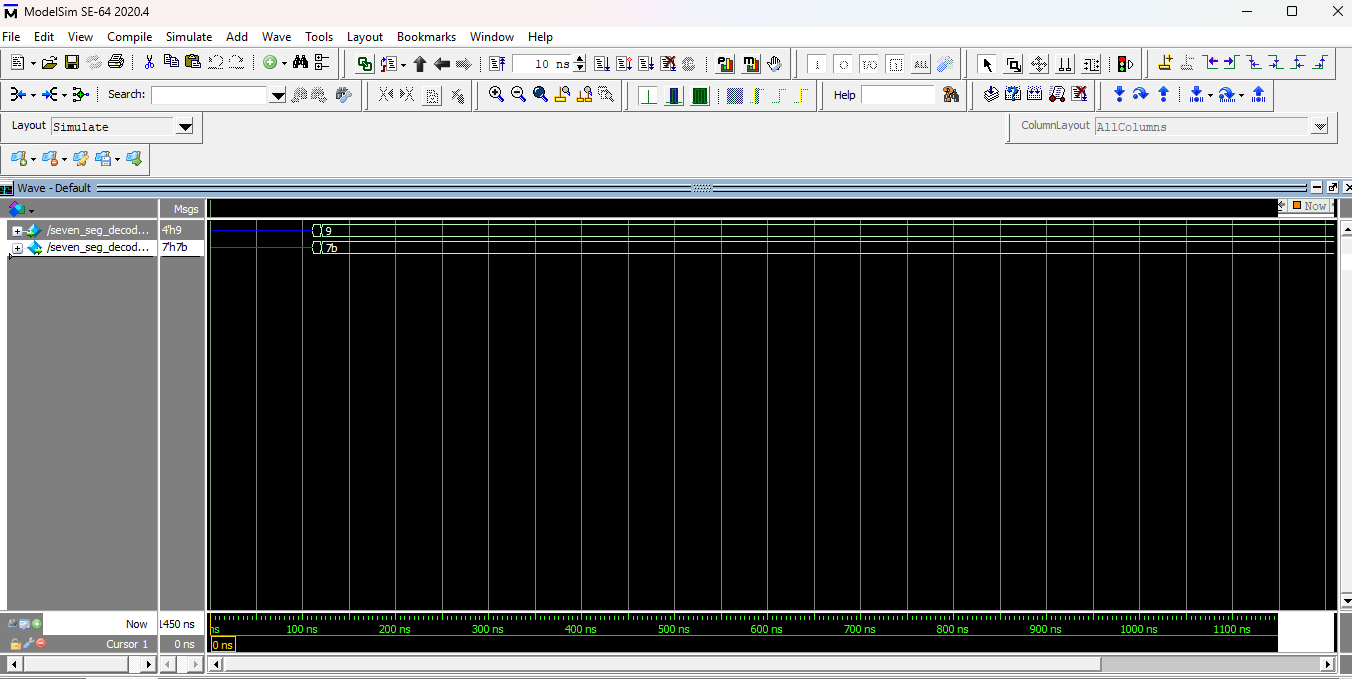 ModelSim SE-64 2020.4
File Edit View Compile Simulate Add Wave Tools Layout Bookmarks Window Help
10 ns
Search:
Help
Layout Simulate
ColumnLayout AllColumns
Wave - Default
Msgs
Now
/seven_seg_decod... 4'h9 9
/seven_seg_decod... 7'h7b 7b
Now 1450 ns
ns 100 ns 200 ns 300 ns 400 ns 500 ns 600 ns 700 ns 800 ns 900 ns 1000 ns 1100 ns
Cursor 1 0 ns 0 ns